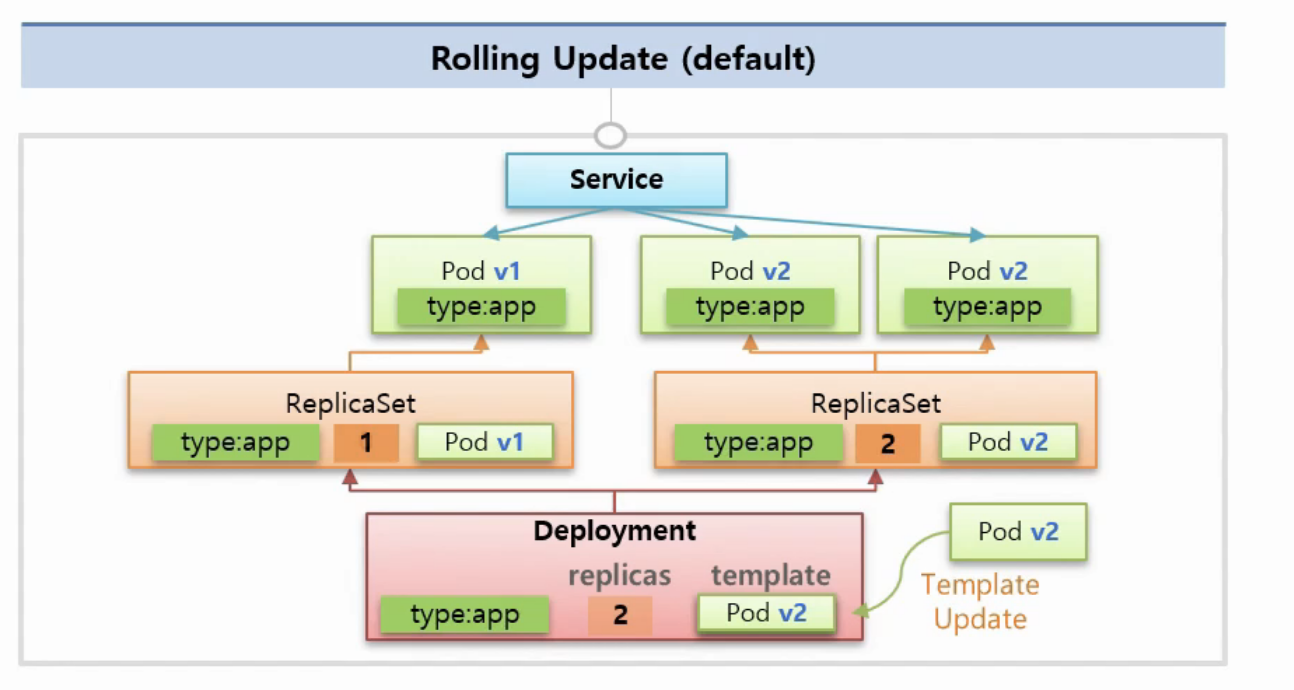 Rolling Update (default)
Service
Pod v1
type:app
Pod v2
type:app
Pod v2
type:app
ReplicaSet
type:app 1 Pod v1
ReplicaSet
type:app 2 Pod v2
Deployment
replicas template
type:app 2 Pod v2
Pod v2
Template
Update